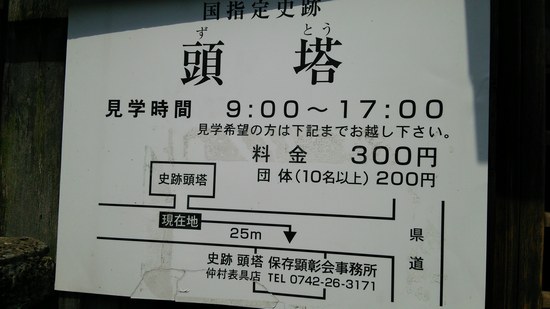 国指定史跡
ず とう
頭塔
見学時間 9:00～17:00
見学希望の方は下記までお越し下さい。
料金 300円
団体(10名以上)200円
史跡頭塔
現在地
25m
県道
史跡 頭塔 保存顕彰会事務所
仲村表具店 TEL 0742-26-3171